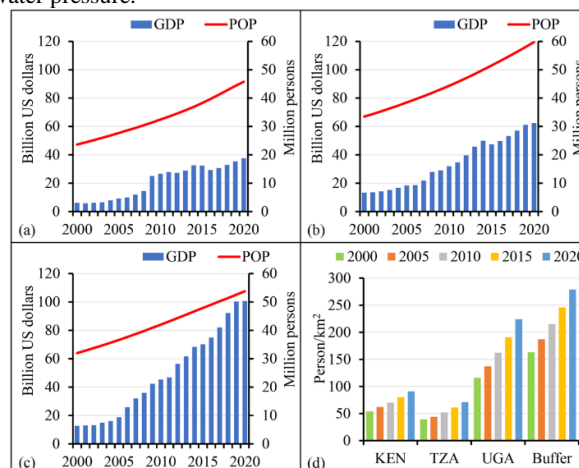 water pressure.
GDP POP
120 60
100 50
80 40
60 30
40 20
20 10
0 0
Billion US dollars
Million persons
(a)
2000 2005 2010 2015 2020
GDP POP
120 60
100 50
80 40
60 30
40 20
20 10
0 0
Billion US dollars
Million persons
(b)
2000 2005 2010 2015 2020
GDP POP
120 60
100 50
80 40
60 30
40 20
20 10
0 0
Billion US dollars
Million persons
(c)
2000 2005 2010 2015 2020
2000 2005 2010 2015 2020
300
250
200
150
100
50
0
Person/km²
KEN TZA UGA Buffer
(d)